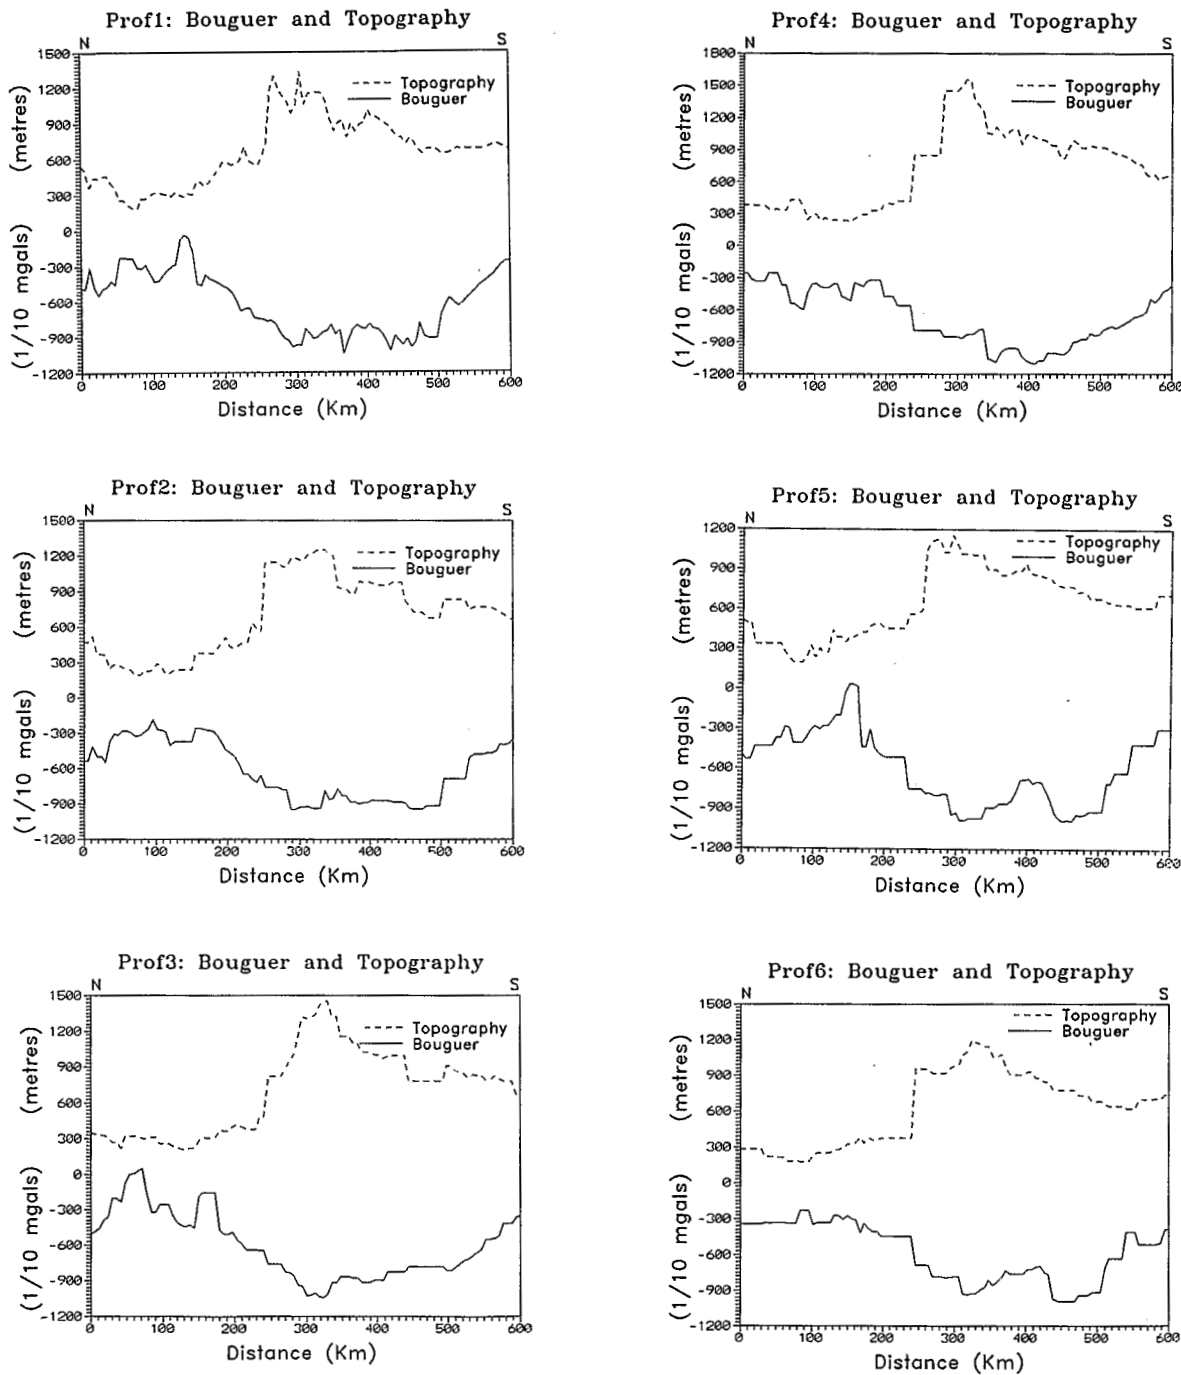 Prof1: Bouguer and Topography
N S
1500
1200
900
600
300
0
-300
-600
-900
-1200
(metres)
(1/10 mgals)
Topography
Bouguer
0 100 200 300 400 500 600
Distance (Km)
Prof4: Bouguer and Topography
N S
1800
1500
1200
900
600
300
0
-300
-600
-900
-1200
(metres)
(1/10 mgals)
Topography
Bouguer
0 100 200 300 400 500 600
Distance (Km)
Prof2: Bouguer and Topography
N S
1500
1200
900
600
300
0
-300
-600
-900
-1200
(metres)
(1/10 mgals)
Topography
Bouguer
0 100 200 300 400 500 600
Distance (Km)
Prof5: Bouguer and Topography
N S
1200
900
600
300
0
-300
-600
-900
-1200
(metres)
(1/10 mgals)
Topography
Bouguer
0 100 200 300 400 500 600
Distance (Km)
Prof3: Bouguer and Topography
N S
1500
1200
900
600
300
0
-300
-600
-900
-1200
(metres)
(1/10 mgals)
Topography
Bouguer
0 100 200 300 400 500 600
Distance (Km)
Prof6: Bouguer and Topography
N S
1500
1200
900
600
300
0
-300
-600
-900
-1200
(metres)
(1/10 mgals)
Topography
Bouguer
0 100 200 300 400 500 600
Distance (Km)